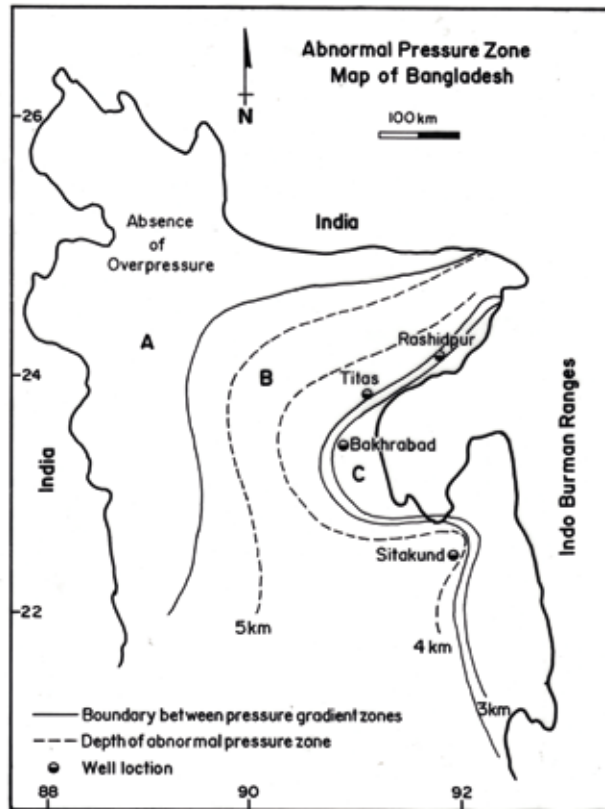 Abnormal Pressure Zone
Map of Bangladesh
26
N
100 km
India
Absence
of
Overpressure
A
Rashidpur
24
B
Titas
Bakhrabad
C
India
Indo Burman Ranges
Sitakund
22
5km
4 km
3km
Boundary between pressure gradient zones
Depth of abnormal pressure zone
Well loction
88
90
92